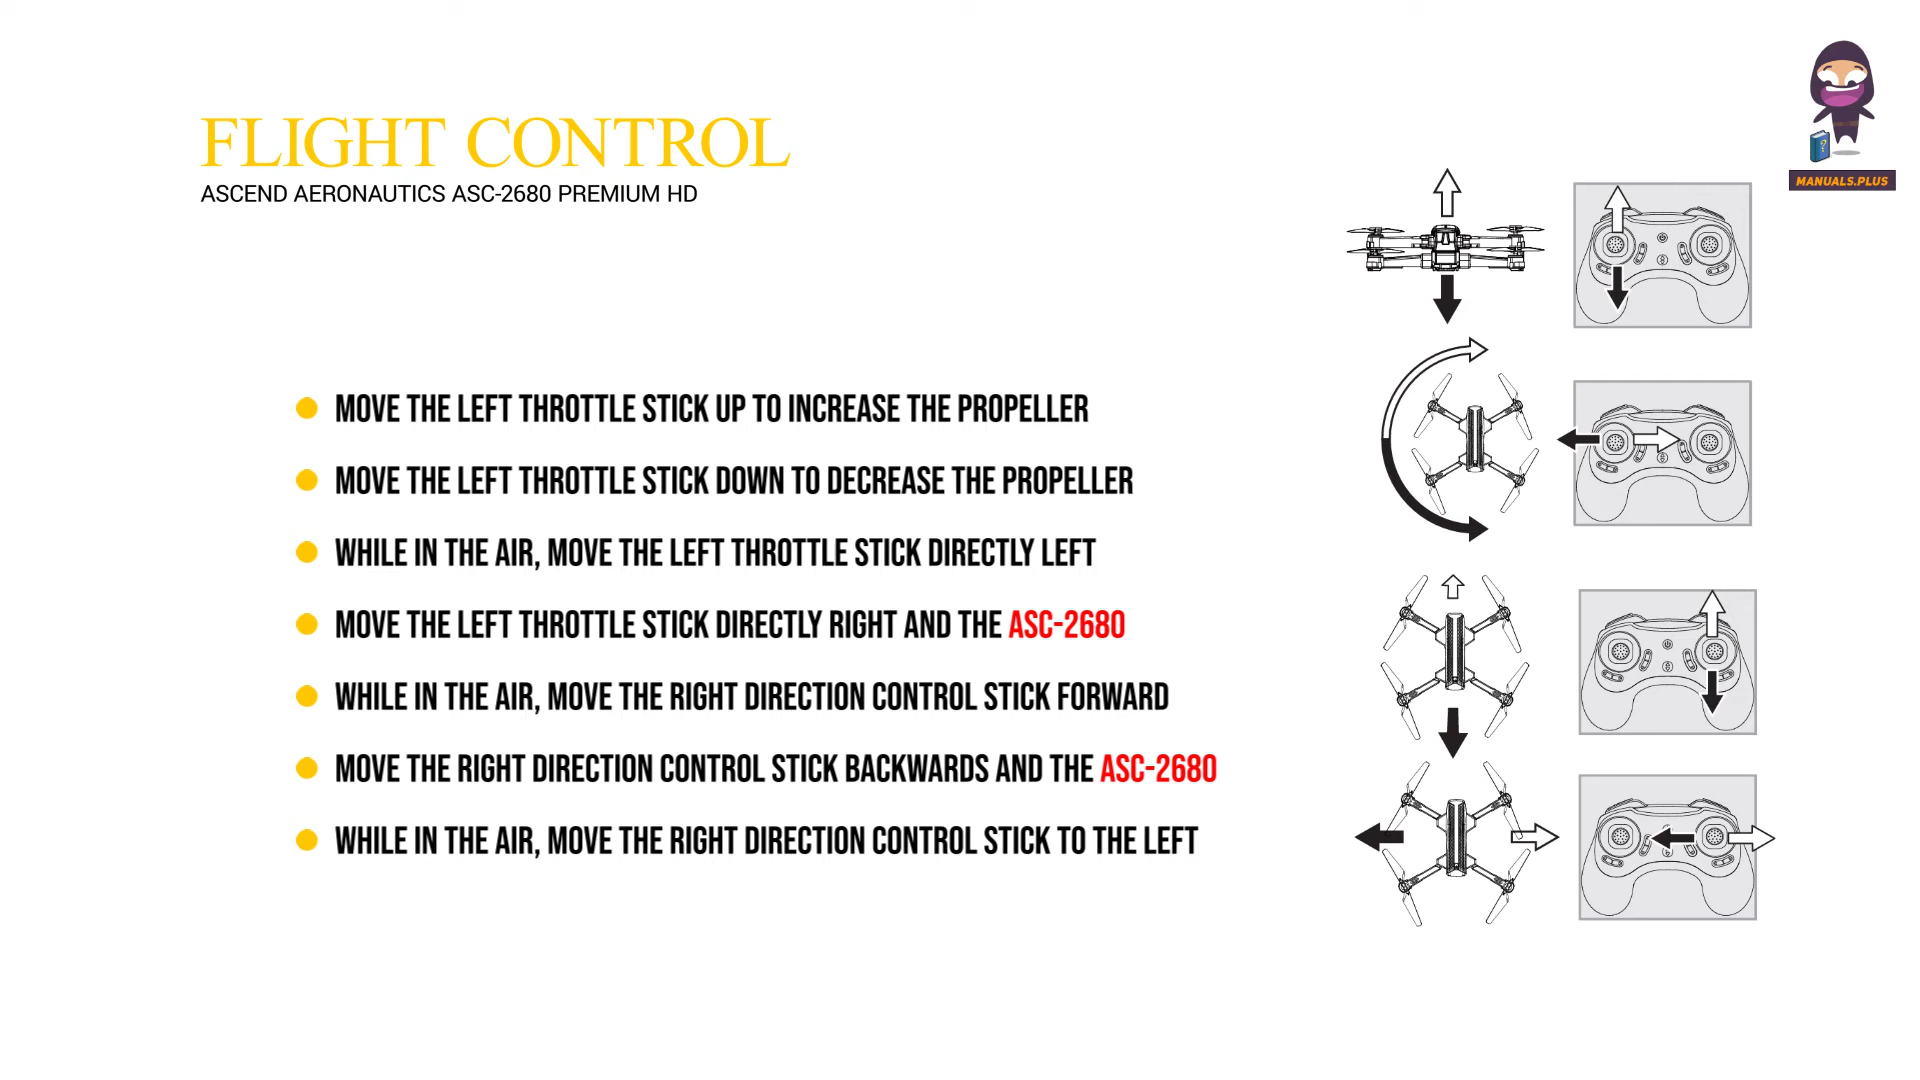 FLIGHT CONTROL
ASCEND AERONAUTICS ASC-2680 PREMIUM HD
MANUALS.PLUS
MOVE THE LEFT THROTTLE STICK UP TO INCREASE THE PROPELLER
MOVE THE LEFT THROTTLE STICK DOWN TO DECREASE THE PROPELLER
WHILE IN THE AIR, MOVE THE LEFT THROTTLE STICK DIRECTLY LEFT
MOVE THE LEFT THROTTLE STICK DIRECTLY RIGHT AND THE ASC-2680
WHILE IN THE AIR, MOVE THE RIGHT DIRECTION CONTROL STICK FORWARD
MOVE THE RIGHT DIRECTION CONTROL STICK BACKWARDS AND THE ASC-2680
WHILE IN THE AIR, MOVE THE RIGHT DIRECTION CONTROL STICK TO THE LEFT